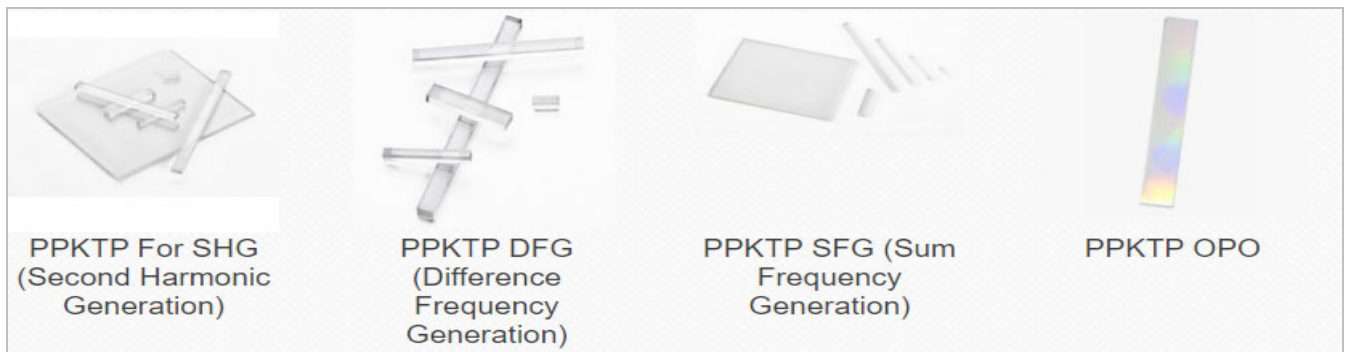 PPKTP For SHG
(Second Harmonic
Generation)
PPKTP DFG
(Difference
Frequency
Generation)
PPKTP SFG (Sum
Frequency
Generation)
PPKTP OPO